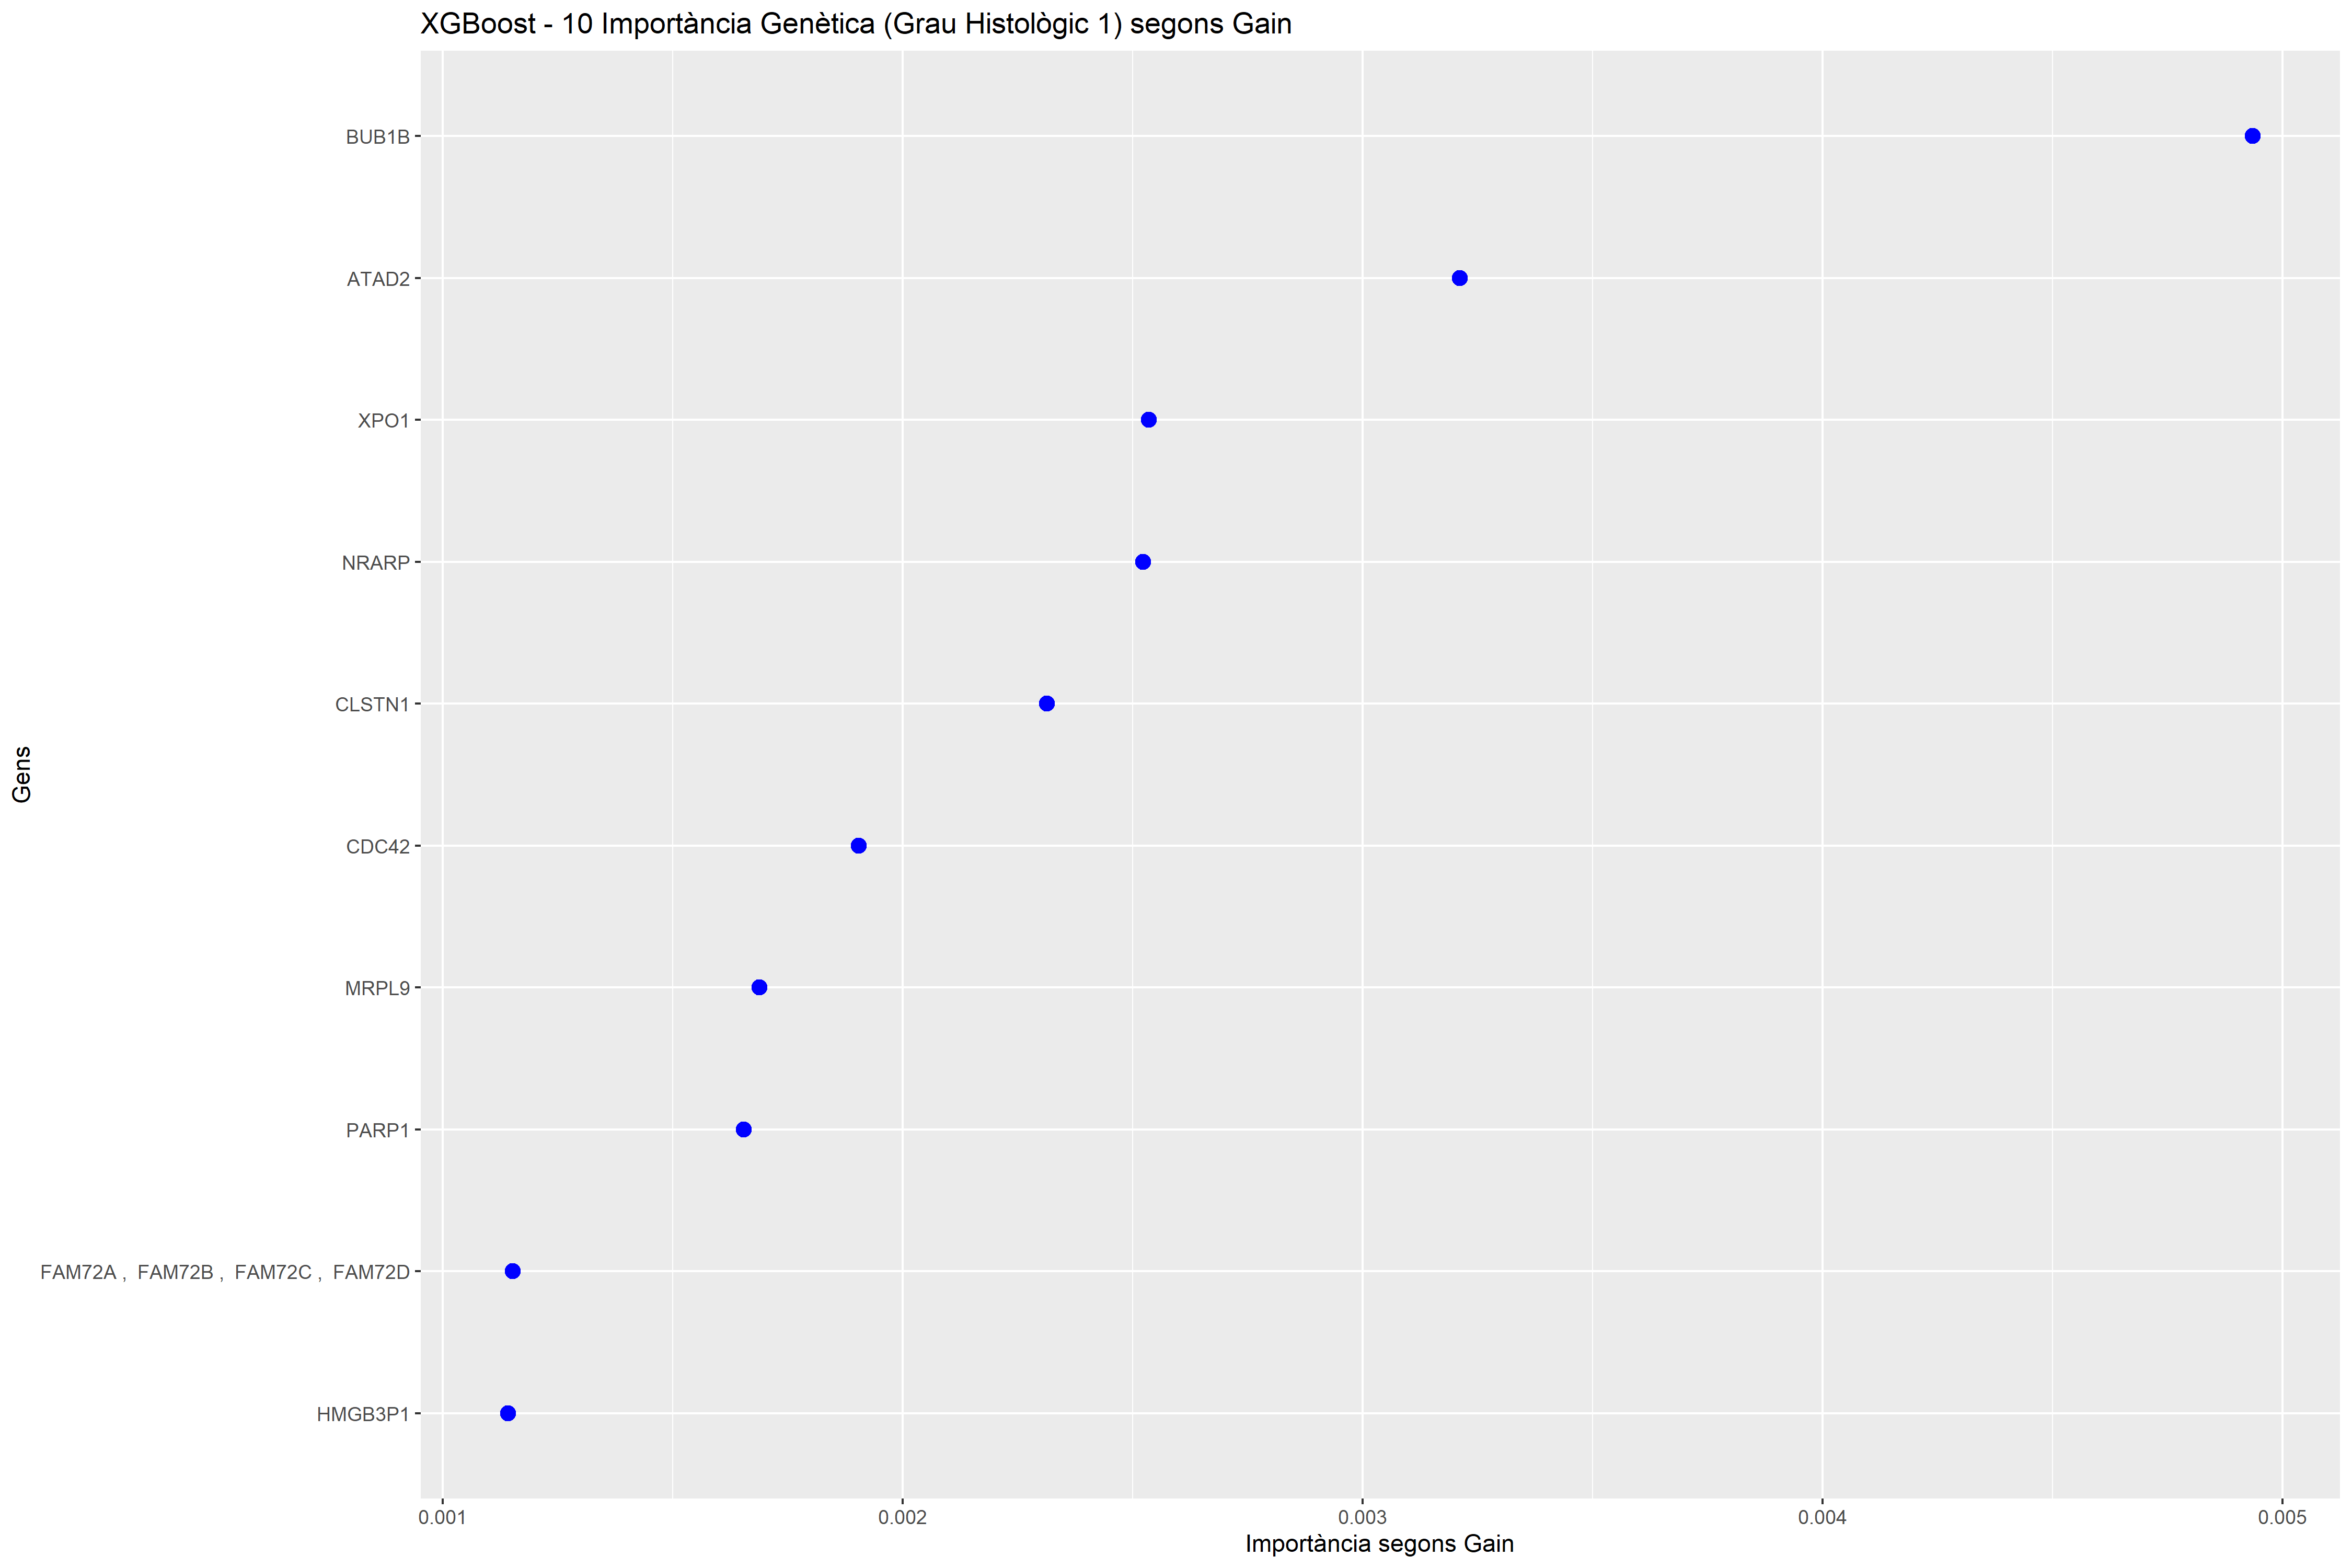 XGBoost - 10 Importància Genètica (Grau Histològic 1) segons Gain
BUB1B
ATAD2
XPO1
NRARP
CLSTN1
CDC42
MRPL9
PARP1
FAM72A , FAM72B , FAM72C , FAM72D
HMGB3P1
Gens
0.001 0.002 0.003 0.004 0.005
Importància segons Gain